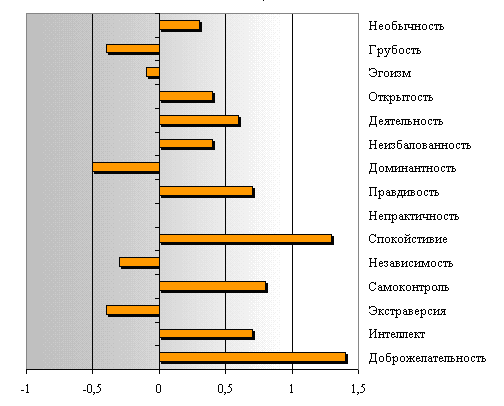 Необычность
Грубость
Эгоизм
Открытость
Деятельность
Неизбалованность
Доминантность
Правдивость
Непрактичность
Спокойстивие
Независимость
Самоконтроль
Экстраверсия
Интеллект
Доброжелательность
-1 -0,5 0 0,5 1 1,5